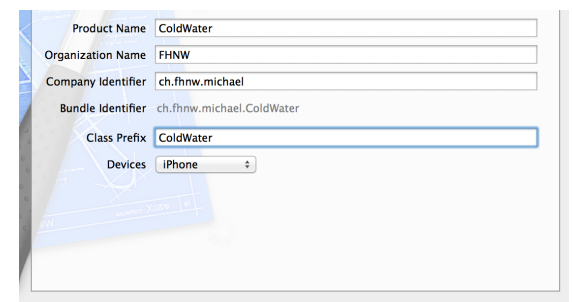 Product Name ColdWater
Organization Name FHNW
Company Identifier ch.fhnw.michael
Bundle Identifier ch.fhnw.michael.ColdWater
Class Prefix ColdWater
Devices iPhone